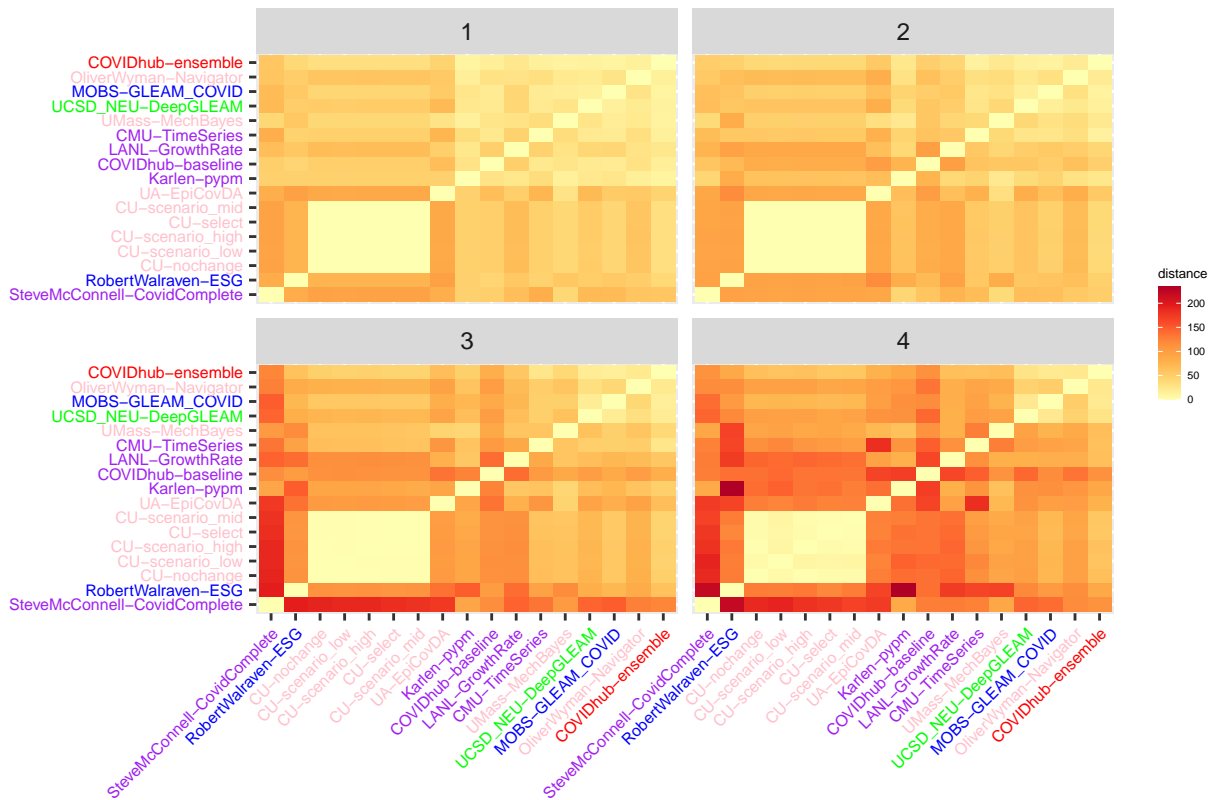 1
2
COVIDhub−ensemble
OliverWyman−Navigator
MOBS−GLEAM_COVID
UCSD_NEU−DeepGLEAM
UMass−MechBayes
CMU−TimeSeries
LANL−GrowthRate
COVIDhub−baseline
Karlen−pypm
UA−EpiCovDA
CU−scenario_mid
CU−select
CU−scenario_high
CU−scenario_low
CU−nochange
RobertWalraven−ESG
SteveMcConnell−CovidComplete
3
4
COVIDhub−ensemble
OliverWyman−Navigator
MOBS−GLEAM_COVID
UCSD_NEU−DeepGLEAM
UMass−MechBayes
CMU−TimeSeries
LANL−GrowthRate
COVIDhub−baseline
Karlen−pypm
UA−EpiCovDA
CU−scenario_mid
CU−select
CU−scenario_high
CU−scenario_low
CU−nochange
RobertWalraven−ESG
SteveMcConnell−CovidComplete
SteveMcConnell−CovidComplete
RobertWalraven−ESG
CU−nochange
CU−scenario_low
CU−scenario_high
CU−select
CU−scenario_mid
UA−EpiCovDA
Karlen−pypm
COVIDhub−baseline
LANL−GrowthRate
CMU−TimeSeries
UMass−MechBayes
UCSD_NEU−DeepGLEAM
MOBS−GLEAM_COVID
OliverWyman−Navigator
COVIDhub−ensemble
SteveMcConnell−CovidComplete
RobertWalraven−ESG
CU−nochange
CU−scenario_low
CU−scenario_high
CU−select
CU−scenario_mid
UA−EpiCovDA
Karlen−pypm
COVIDhub−baseline
LANL−GrowthRate
CMU−TimeSeries
UMass−MechBayes
UCSD_NEU−DeepGLEAM
MOBS−GLEAM_COVID
OliverWyman−Navigator
COVIDhub−ensemble
distance
200
150
100
50
0